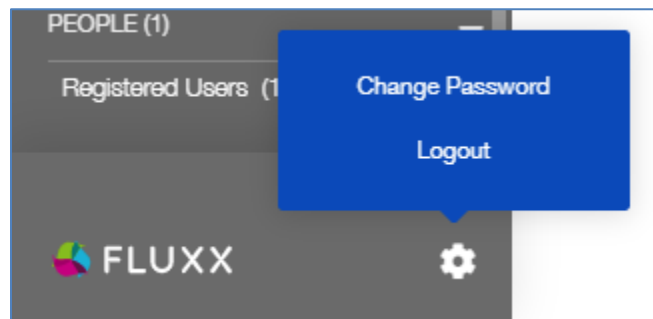 PEOPLE (1)
Registered Users (1
Change Password
Logout
FLUXX